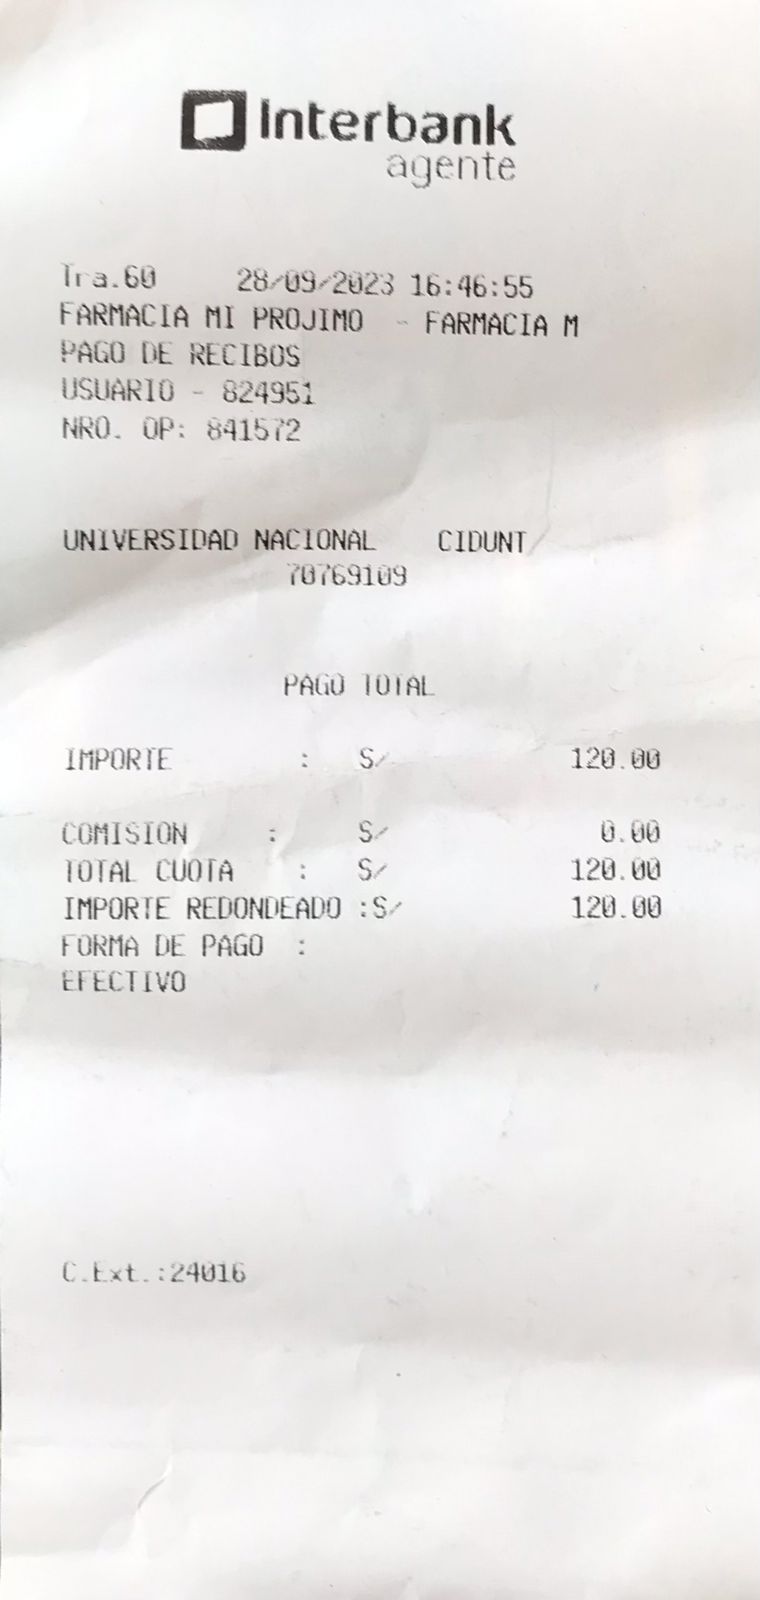 Interbank
agente
Tra.60 28/09/2023 16:46:55
FARMACIA MI PROJIMO - FARMACIA M
PAGO DE RECIBOS
USUARIO - 824951
NRO. OP: 841572
UNIVERSIDAD NACIONAL CIDUNT
70769109
PAGO TOTAL
IMPORTE : S/ 120.00
COMISION : S/ 0.00
TOTAL CUOTA : S/ 120.00
IMPORTE REDONDEADO :S/ 120.00
FORMA DE PAGO :
EFECTIVO
C.Ext.:24016